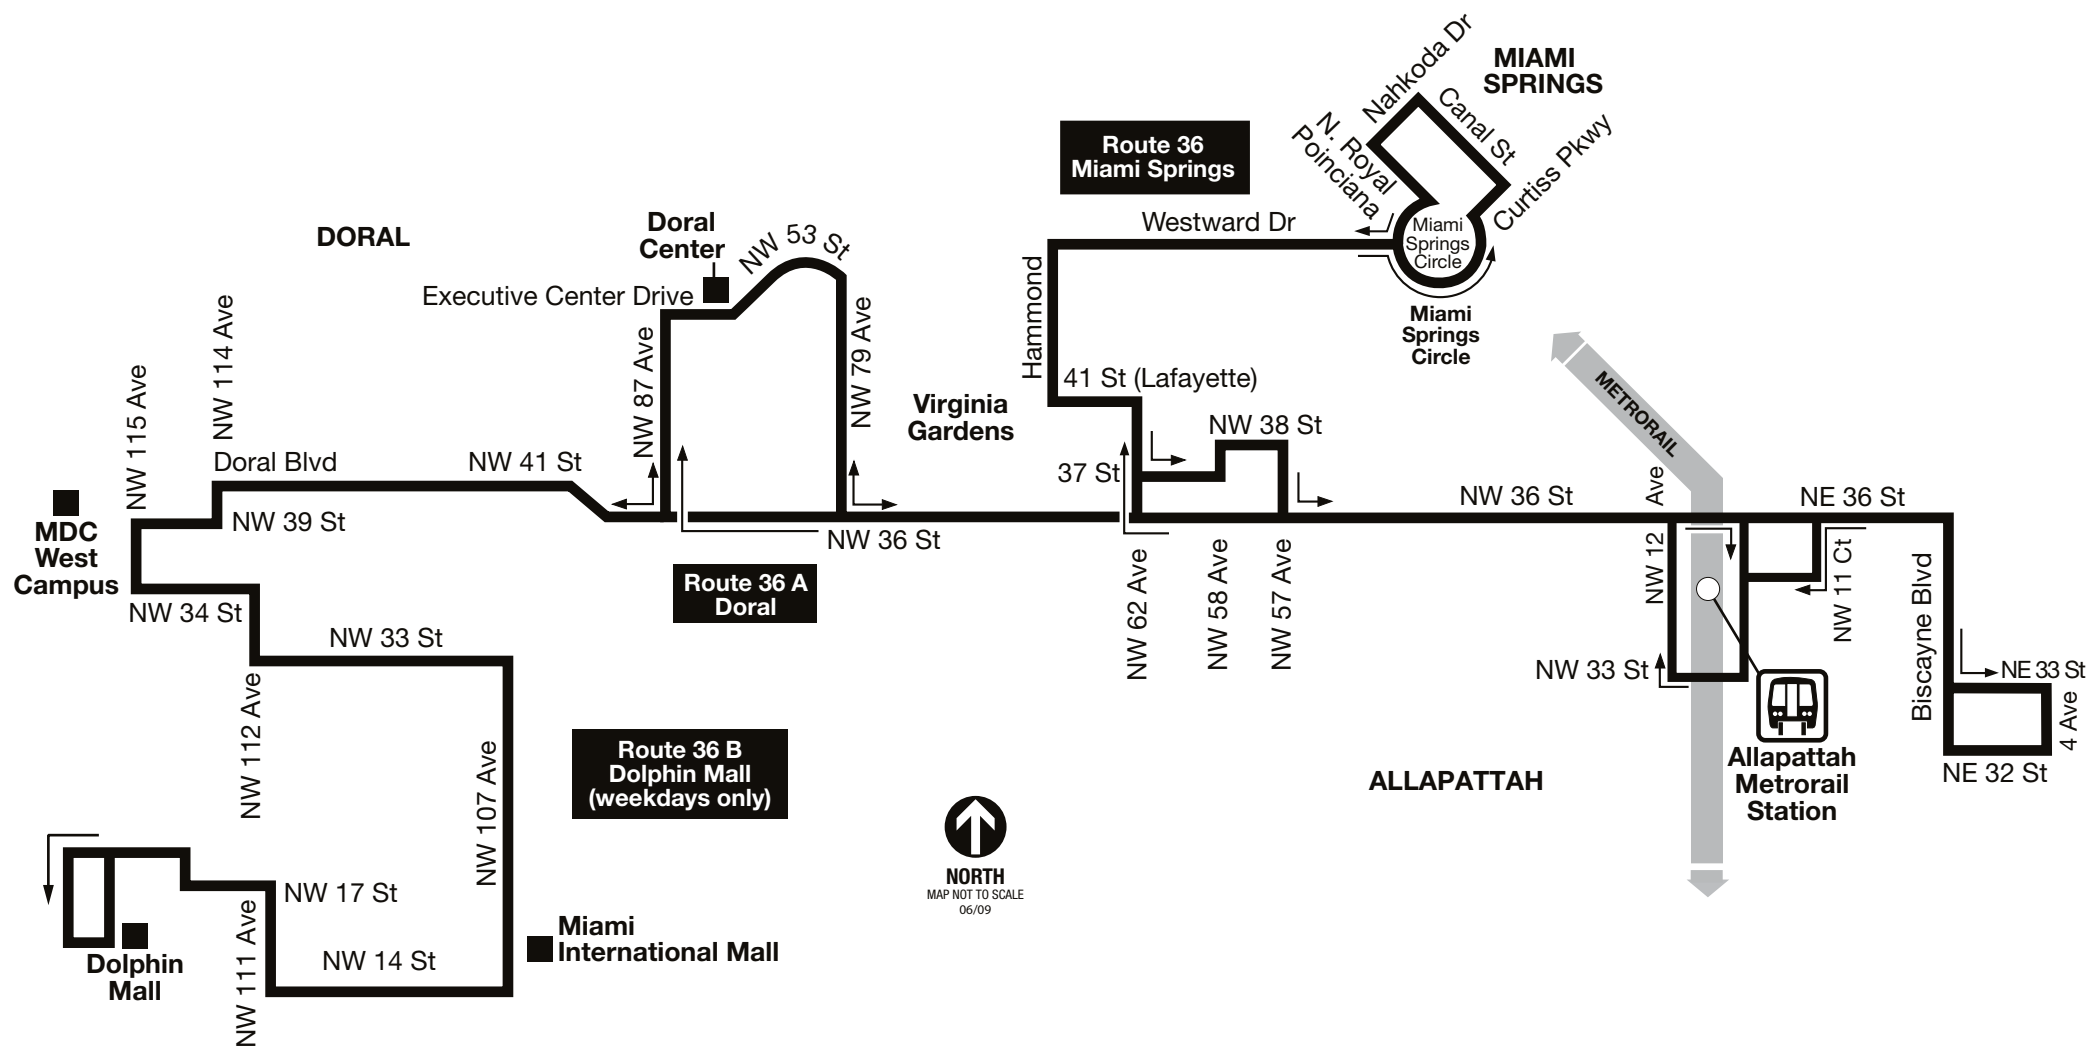 MIAMI
SPRINGS
Nahkoda Dr
Canal St
Curtiss Pkwy
N. Royal
Poinciana
Route 36
Miami Springs
Westward Dr
Miami
Springs
Circle
Miami
Springs
Circle
DORAL
Doral
Center
NW 53 St
Executive Center Drive
NW 114 Ave
NW 115 Ave
NW 87 Ave
NW 79 Ave
Hammond
41 St (Lafayette)
METRORAIL
Virginia
Gardens
NW 38 St
Doral Blvd
NW 41 St
37 St
NW 36 St
NW 12 Ave
NE 36 St
MDC
West
Campus
NW 39 St
NW 36 St
Route 36 A
Doral
NW 62 Ave
NW 58 Ave
NW 57 Ave
NW 11 Ct
Biscayne Blvd
NW 34 St
NW 33 St
NW 33 St
NE 33 St
4 Ave
NE 32 St
NW 112 Ave
NW 107 Ave
Route 36 B
Dolphin Mall
(weekdays only)
ALLAPATTAH
Allapattah
Metrorail
Station
NORTH
MAP NOT TO SCALE
06/09
NW 17 St
NW 111 Ave
NW 14 St
Miami
International Mall
Dolphin
Mall